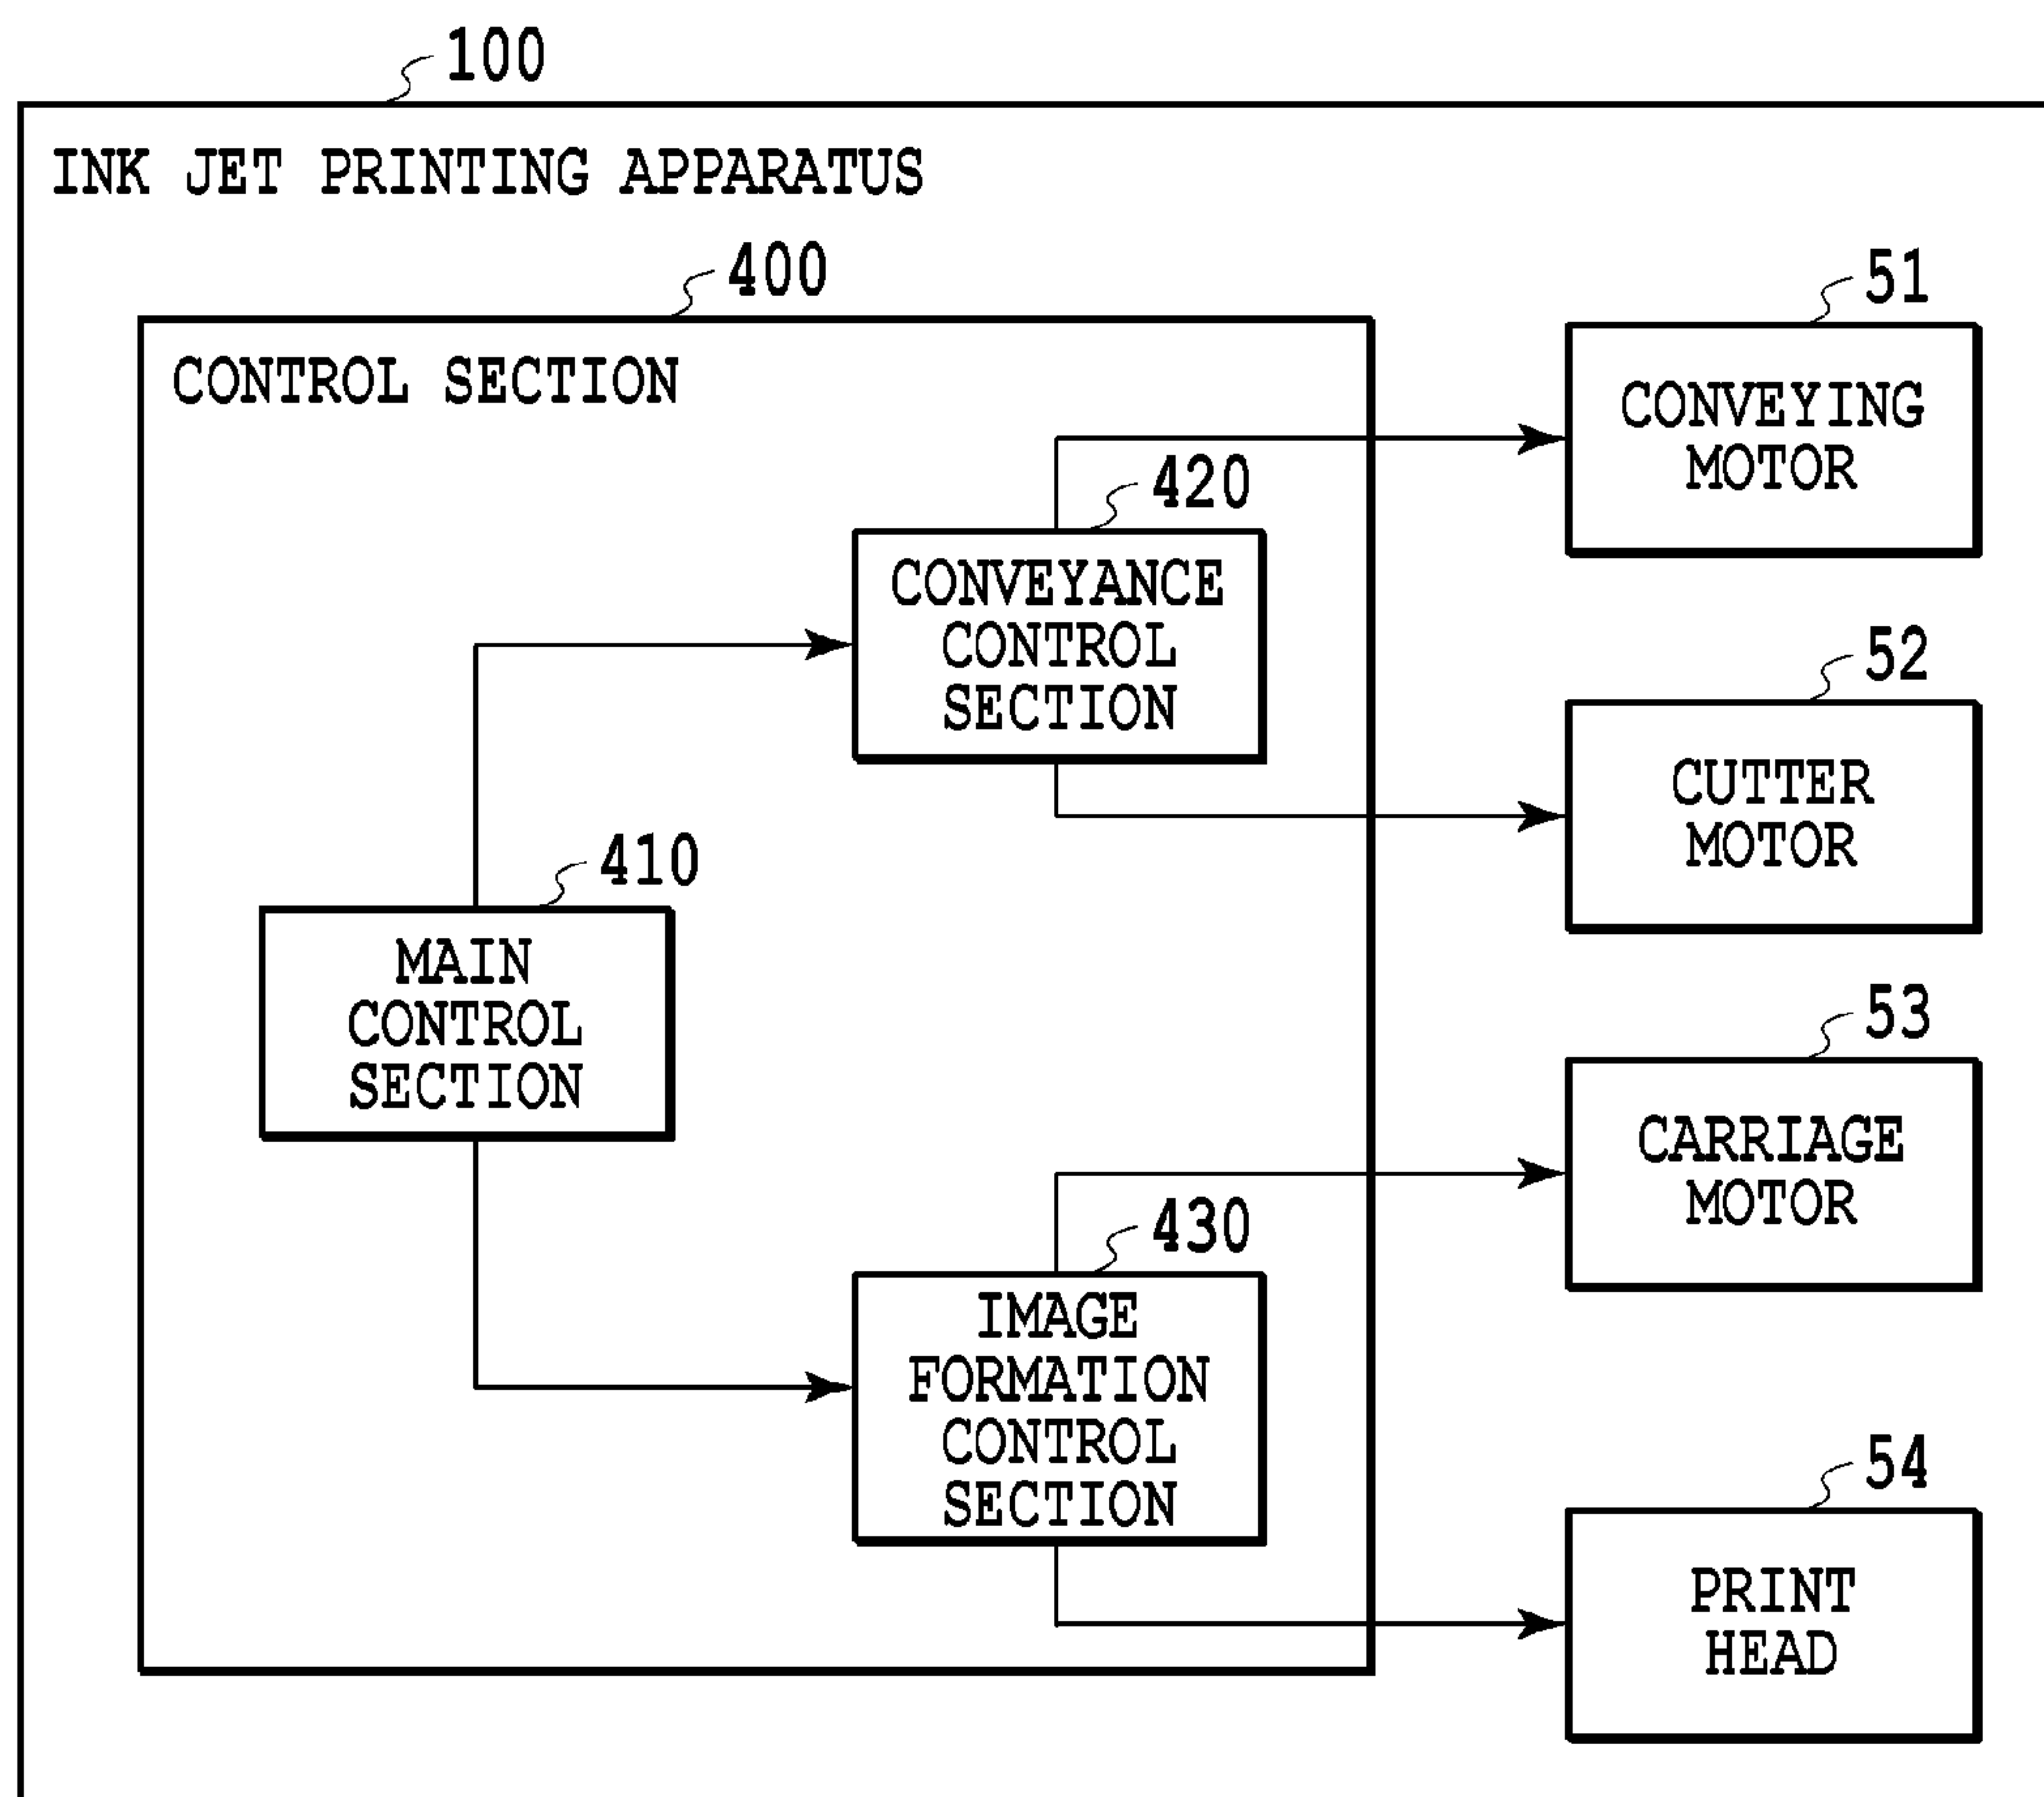 100
INK JET PRINTING APPARATUS
400
CONTROL SECTION
51
CONVEYING
MOTOR
420
CONVEYANCE
CONTROL
SECTION
52
CUTTER
MOTOR
410
MAIN
CONTROL
SECTION
53
CARRIAGE
MOTOR
430
IMAGE
FORMATION
CONTROL
SECTION
54
PRINT
HEAD